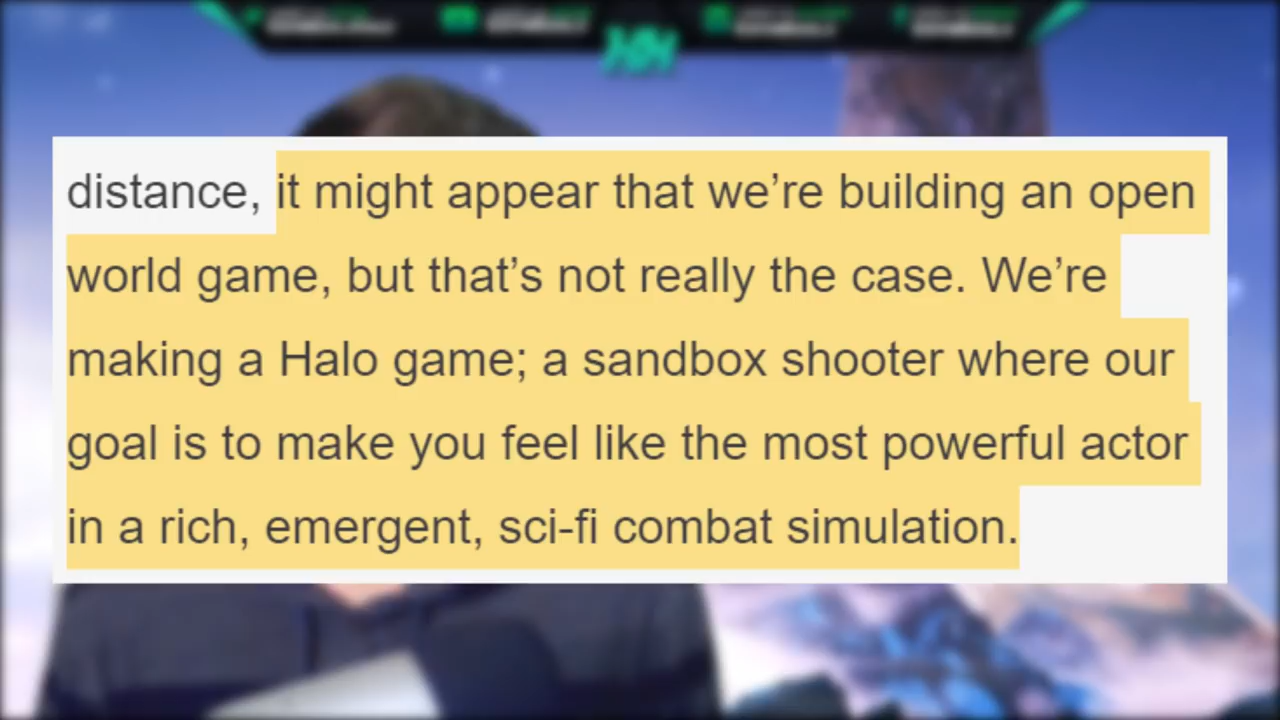 distance, it might appear that we’re building an open
world game, but that’s not really the case. We’re
making a Halo game; a sandbox shooter where our
goal is to make you feel like the most powerful actor
in a rich, emergent, sci-fi combat simulation.